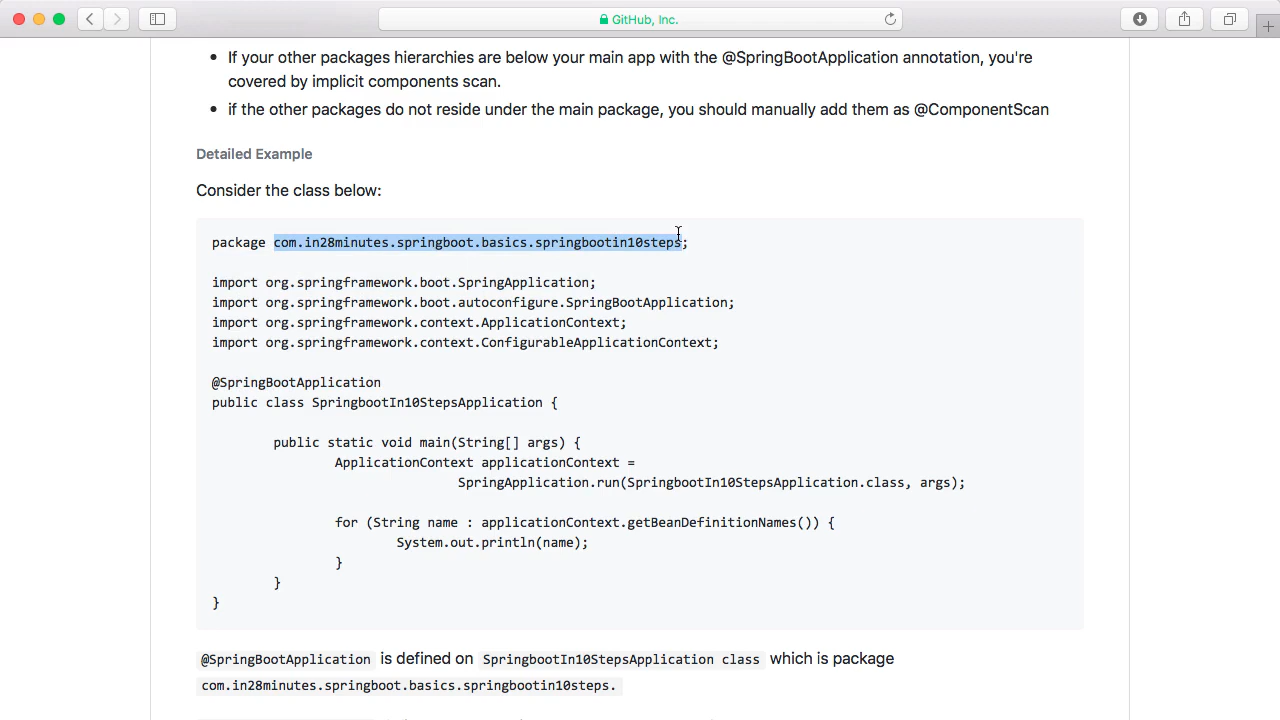 GitHub, Inc.
If your other packages hierarchies are below your main app with the @SpringBootApplication annotation, you're
covered by implicit components scan.
if the other packages do not reside under the main package, you should manually add them as @ComponentScan
Detailed Example
Consider the class below:
package com.in28minutes.springboot.basics.springbootin10steps;
import org.springframework.boot.SpringApplication;
import org.springframework.boot.autoconfigure.SpringBootApplication;
import org.springframework.context.ApplicationContext;
import org.springframework.context.ConfigurableApplicationContext;
@SpringBootApplication
public class SpringbootIn10StepsApplication {
public static void main(String[] args) {
ApplicationContext applicationContext =
SpringApplication.run(SpringbootIn10StepsApplication.class, args);
for (String name : applicationContext.getBeanDefinitionNames()) {
System.out.println(name);
}
}
}
@SpringBootApplication is defined on SpringbootIn10StepsApplication class which is package
com.in28minutes.springboot.basics.springbootin10steps.